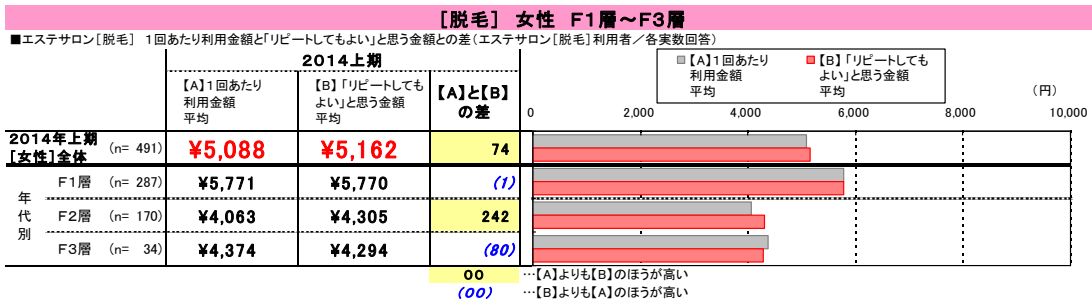 ［脱毛］ 女性 F1層～F3層
■エステサロン［脱毛］ 1回あたり利用金額と「リピートしてもよい」と思う金額との差（エステサロン［脱毛］利用者／各実数回答）
2014上期
【A】1回あたり
利用金額
平均
【B】「リピートしても
よい」と思う金額
平均
【A】と【B】
の差
【A】1回あたり
利用金額
平均
【B】「リピートしても
よい」と思う金額
平均
（円）
0 2,000 4,000 6,000 8,000 10,000
2014年上期
［女性］全体 （n= 491） ¥5,088 ¥5,162 74
年代別
F1層 （n= 287） ¥5,771 ¥5,770 (1)
F2層 （n= 170） ¥4,063 ¥4,305 242
F3層 （n= 34） ¥4,374 ¥4,294 (80)
00 …【A】よりも【B】のほうが高い
(00) …【B】よりも【A】のほうが高い